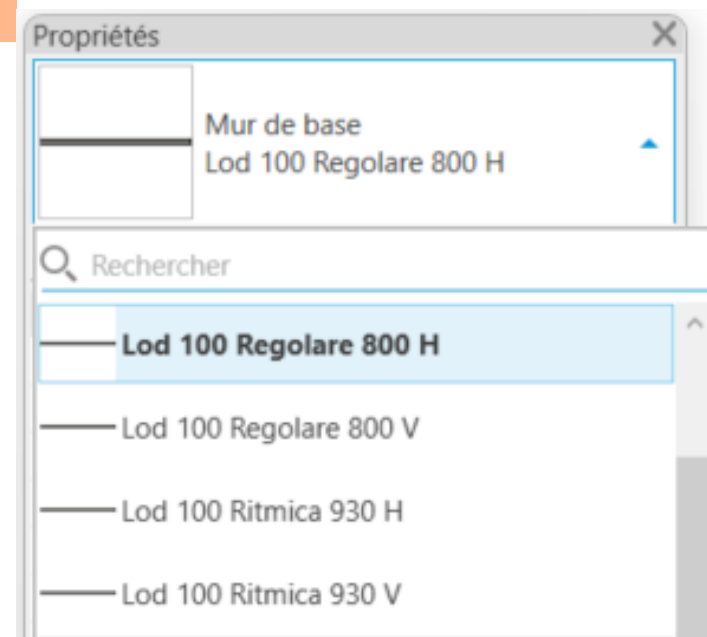 Propriétés
Mur de base
Lod 100 Regolare 800 H
Rechercher
Lod 100 Regolare 800 H
Lod 100 Regolare 800 V
Lod 100 Ritmica 930 H
Lod 100 Ritmica 930 V